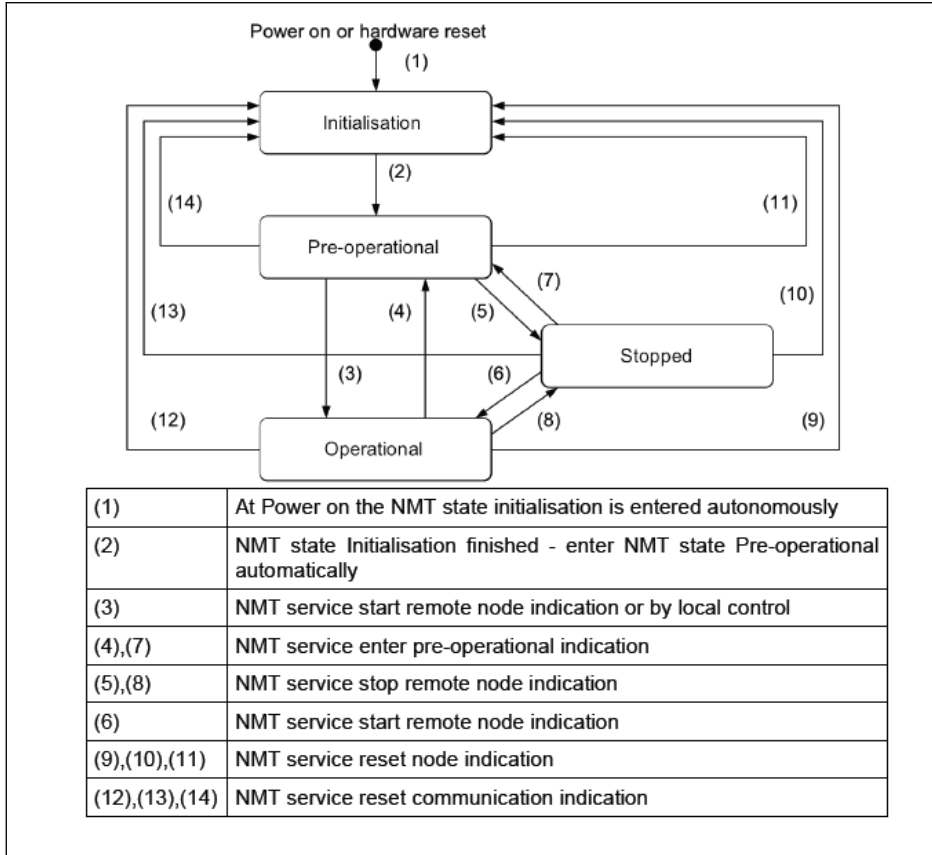 Power on or hardware reset
(1)
Initialisation
(2)
(14)
(11)
Pre-operational
(7)
(13)
(4)
(5)
(10)
Stopped
(3)
(6)
(12)
(8)
(9)
Operational
(1) At Power on the NMT state initialisation is entered autonomously
(2) NMT state Initialisation finished - enter NMT state Pre-operational
automatically
(3) NMT service start remote node indication or by local control
(4),(7) NMT service enter pre-operational indication
(5),(8) NMT service stop remote node indication
(6) NMT service start remote node indication
(9),(10),(11) NMT service reset node indication
(12),(13),(14) NMT service reset communication indication